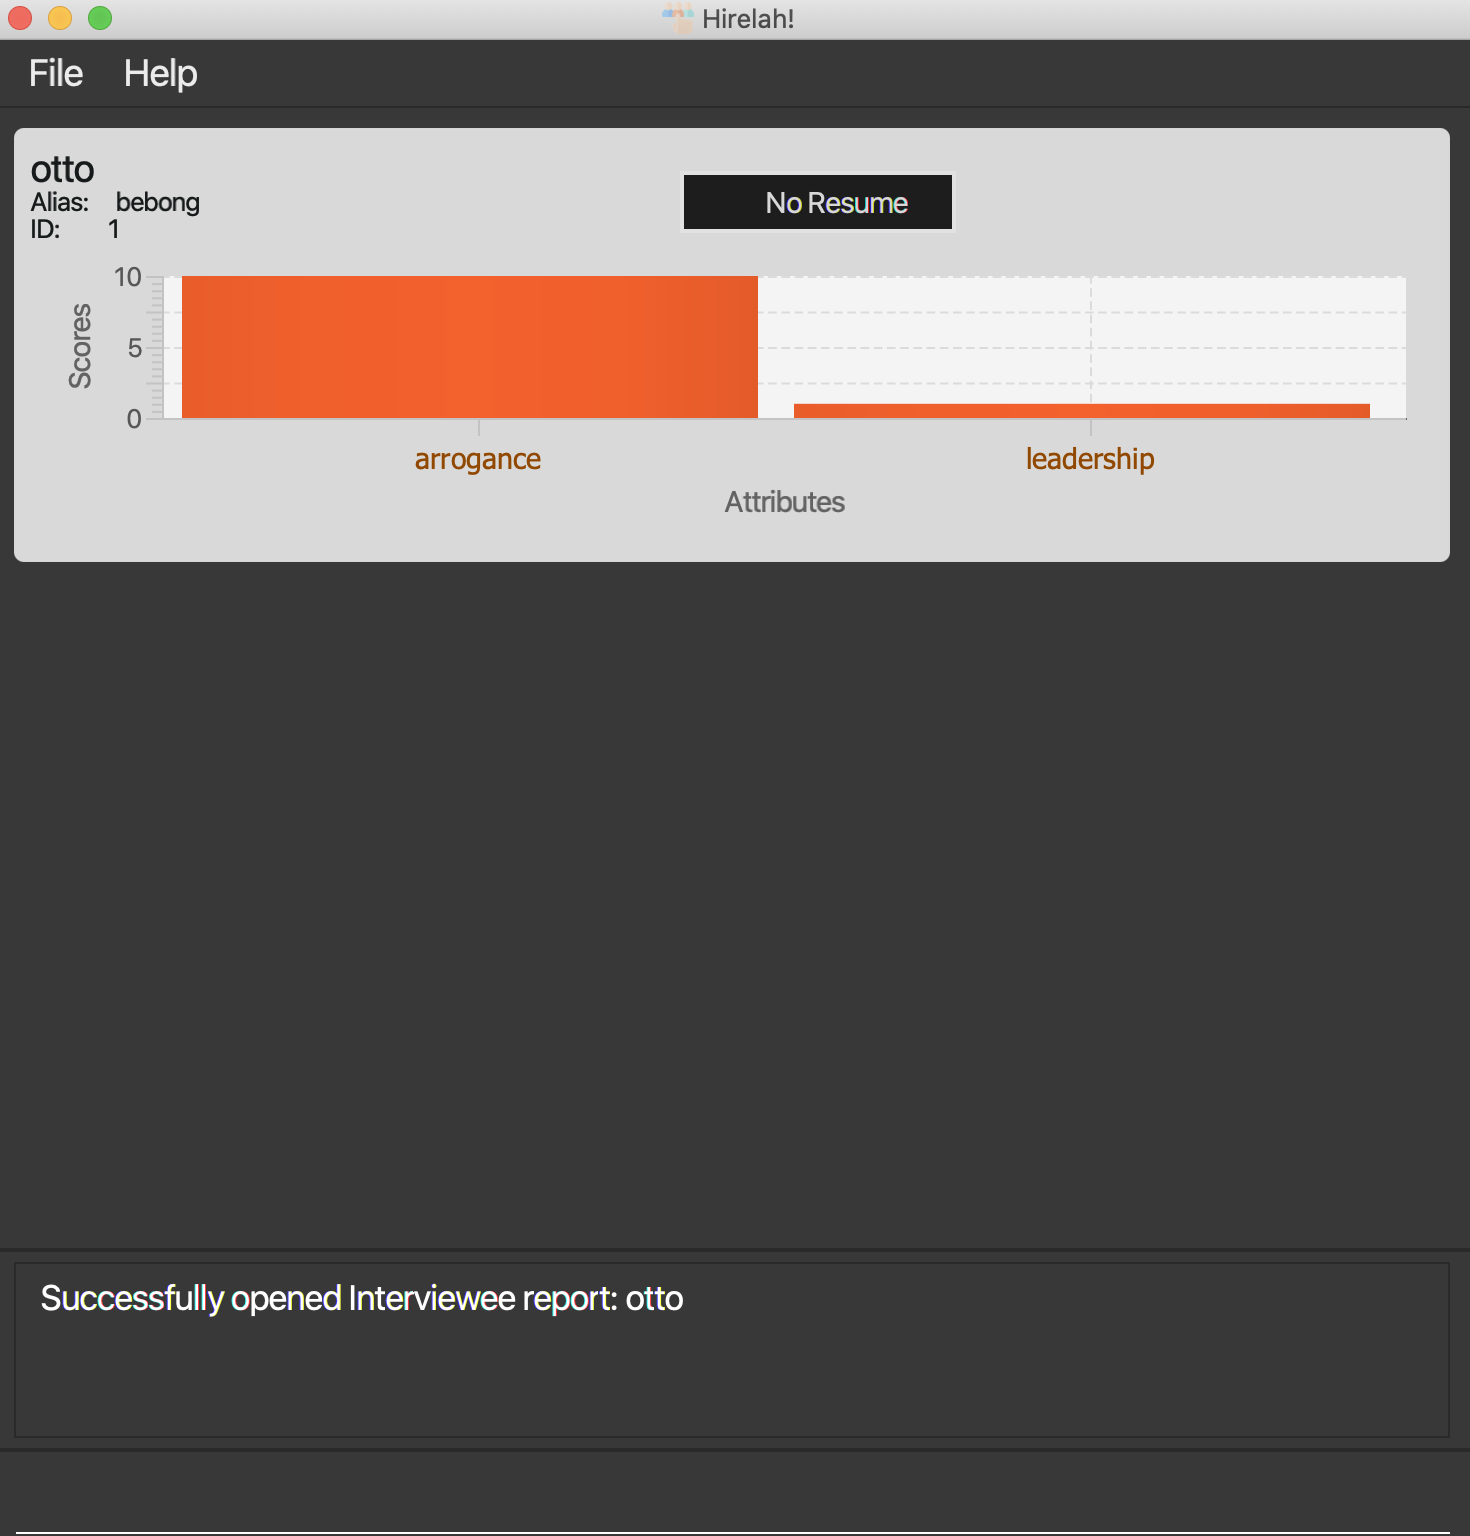 Hirelah!
File Help
otto
Alias: bebong
ID: 1
No Resume
10
5
0
Scores
arrogance leadership
Attributes
Successfully opened Interviewee report: otto